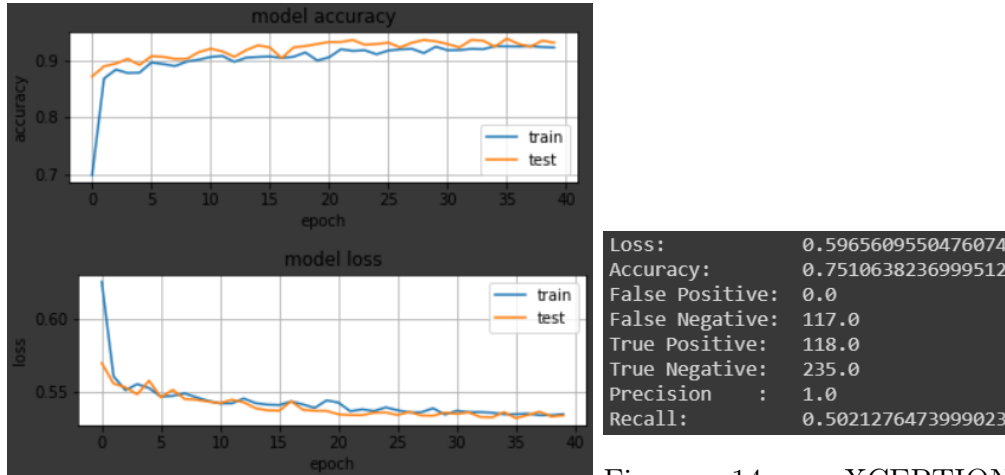 model accuracy
0.9
0.8
0.7
accuracy
train
test
0 5 10 15 20 25 30 35 40
epoch
model loss
0.60
0.55
loss
train
test
0 5 10 15 20 25 30 35 40
epoch
Loss: 0.5965609550476074
Accuracy: 0.7510638236999512
False Positive: 0.0
False Negative: 117.0
True Positive: 118.0
True Negative: 235.0
Precision : 1.0
Recall: 0.5021276473999023
Figure 14: XCEPTION